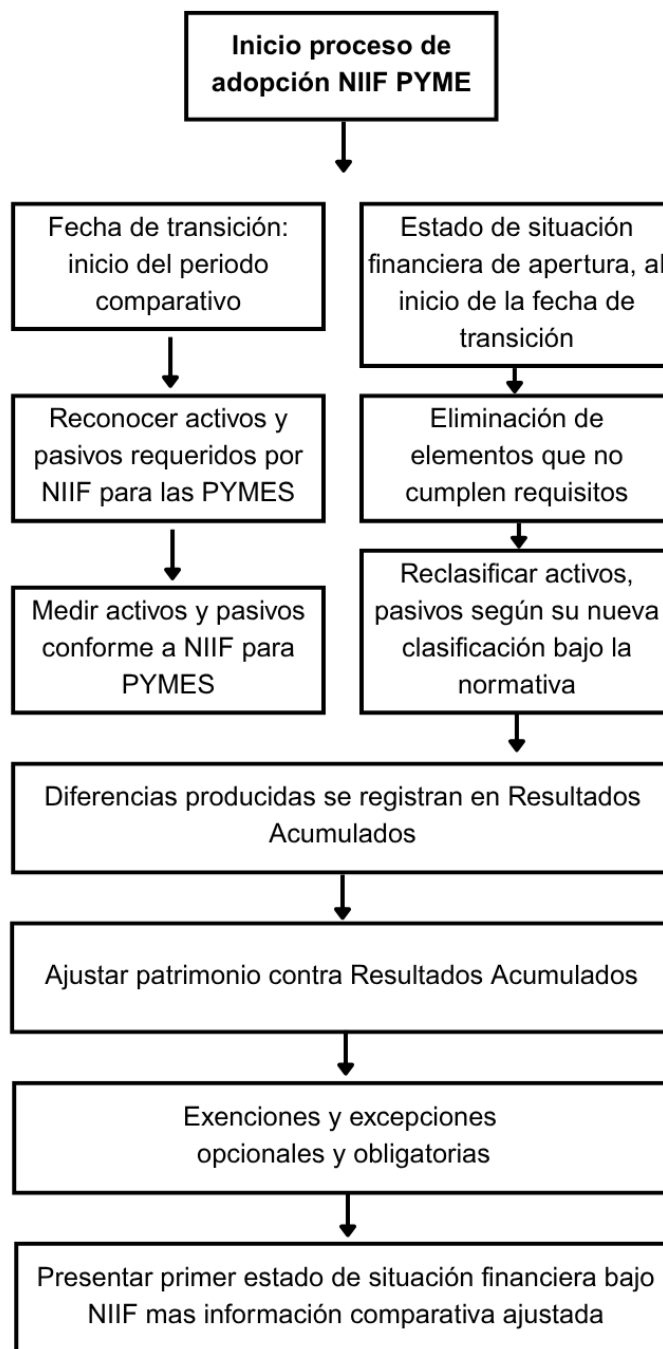 Inicio proceso de
adopción NIIF PYME
Fecha de transición:
inicio del periodo
comparativo
Estado de situación
financiera de apertura, al
inicio de la fecha de
transición
Reconocer activos y
pasivos requeridos por
NIIF para las PYMES
Eliminación de
elementos que no
cumplen requisitos
Medir activos y pasivos
conforme a NIIF para
PYMES
Reclasificar activos,
pasivos según su nueva
clasificación bajo la
normativa
Diferencias producidas se registran en Resultados
Acumulados
Ajustar patrimonio contra Resultados Acumulados
Exenciones y excepciones
opcionales y obligatorias
Presentar primer estado de situación financiera bajo
NIIF mas información comparativa ajustada